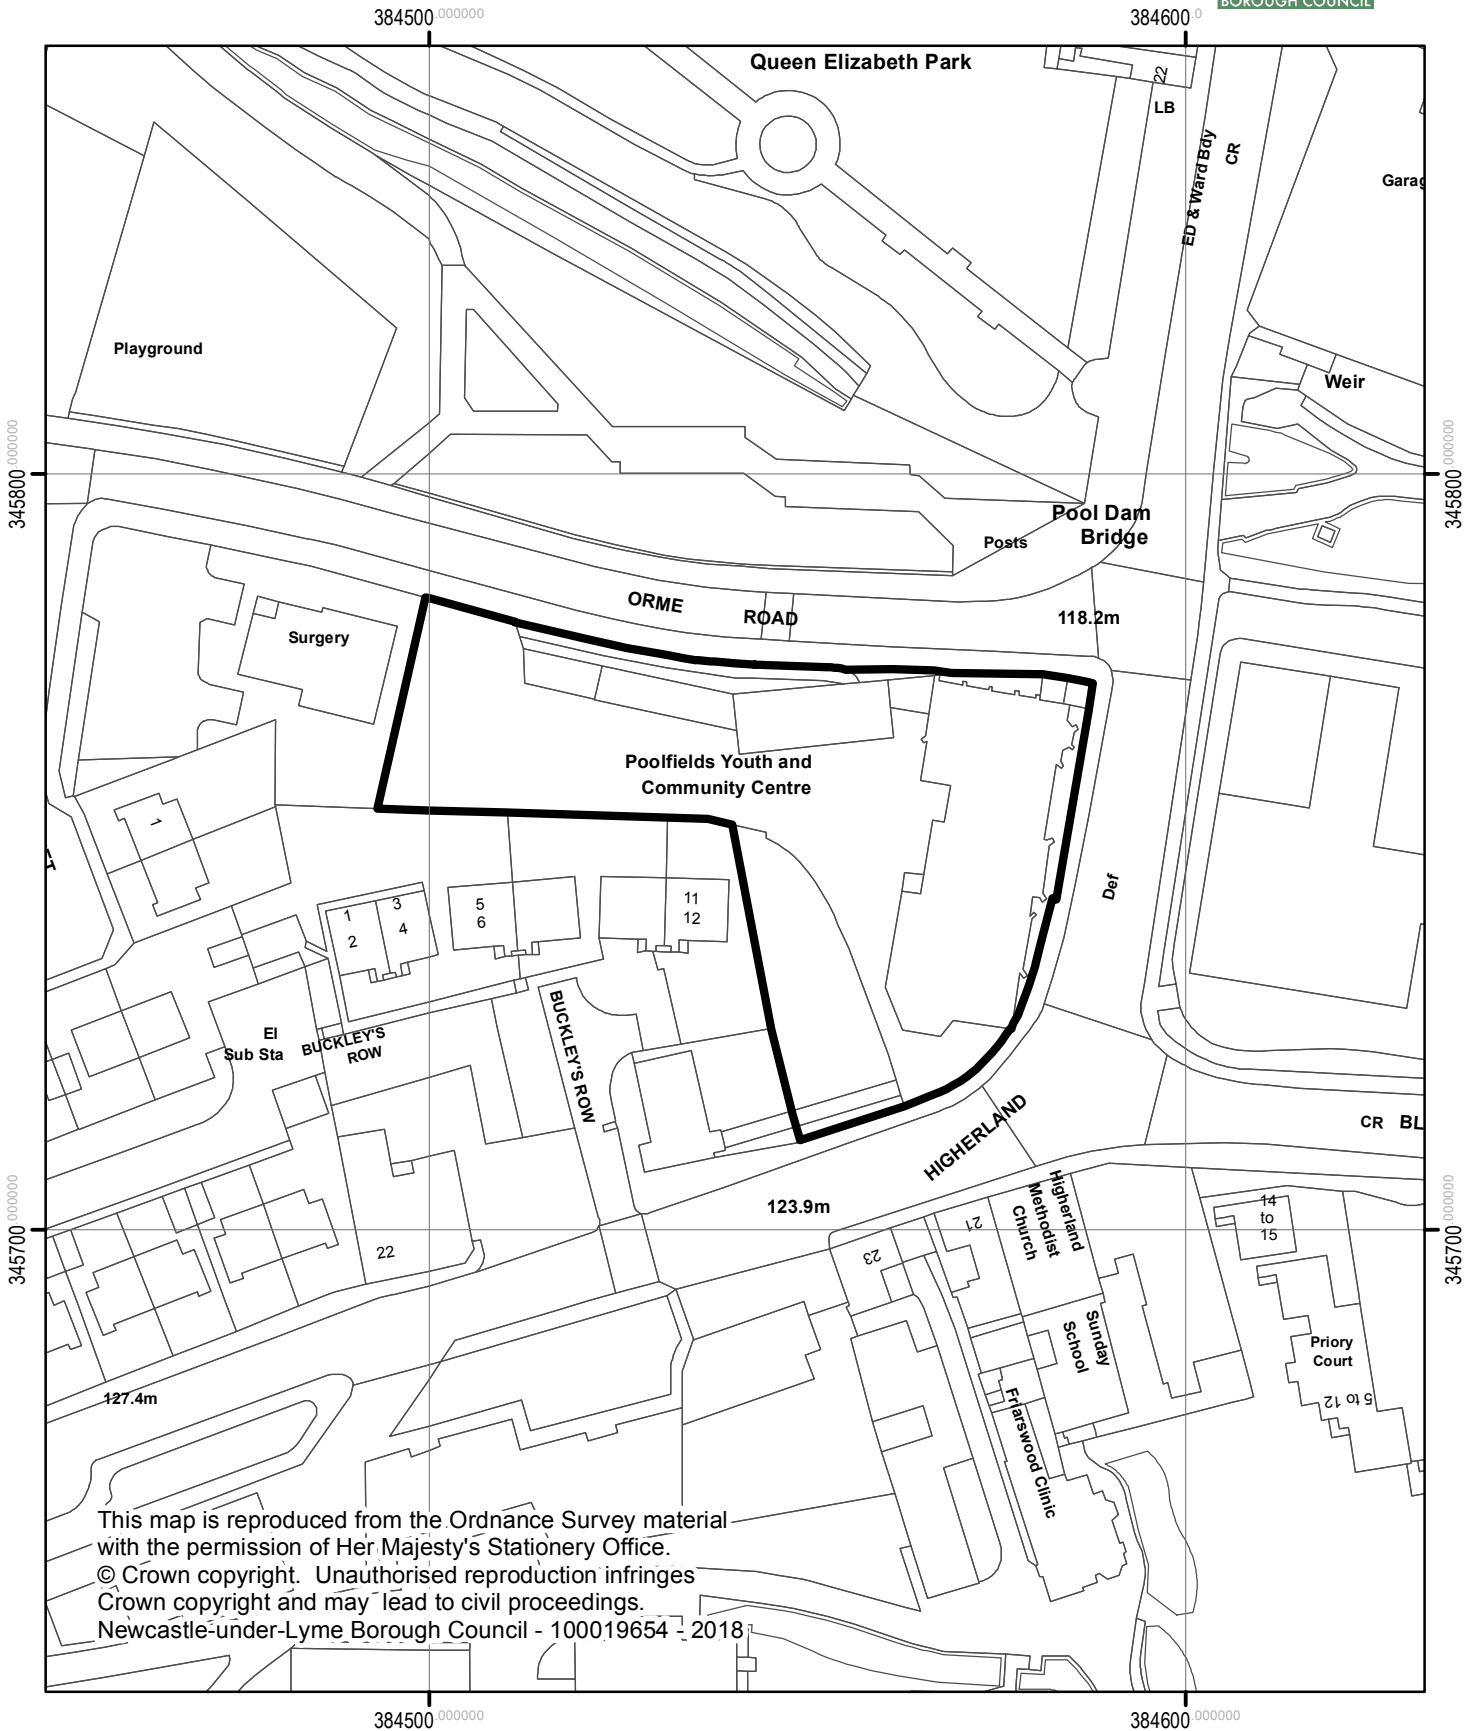 BOROUGH COUNCIL
384500.000000
384600.0
Queen Elizabeth Park
22
LB
ED & Ward Bdy
CR
Playground
Weir
345800.000000
345800.000000
Pool Dam
Bridge
Posts
ORME ROAD
118.2m
Surgery
Poolfields Youth and
Community Centre
1
Def
1
2
3
4
5
6
11
12
El
Sub Sta
BUCKLEY'S
ROW
BUCKLEY'S ROW
HIGHERLAND
CR BL
345700.000000
345700.000000
123.9m
22
23
21
Higherland
Methodist
Church
14
to
15
Sunday
School
Priory
Court
5 to 12
127.4m
Friarswood Clinic
This map is reproduced from the Ordnance Survey material
with the permission of Her Majesty's Stationery Office.
© Crown copyright. Unauthorised reproduction infringes
Crown copyright and may lead to civil proceedings.
Newcastle-under-Lyme Borough Council - 100019654 - 2018
384500.000000
384600.000000